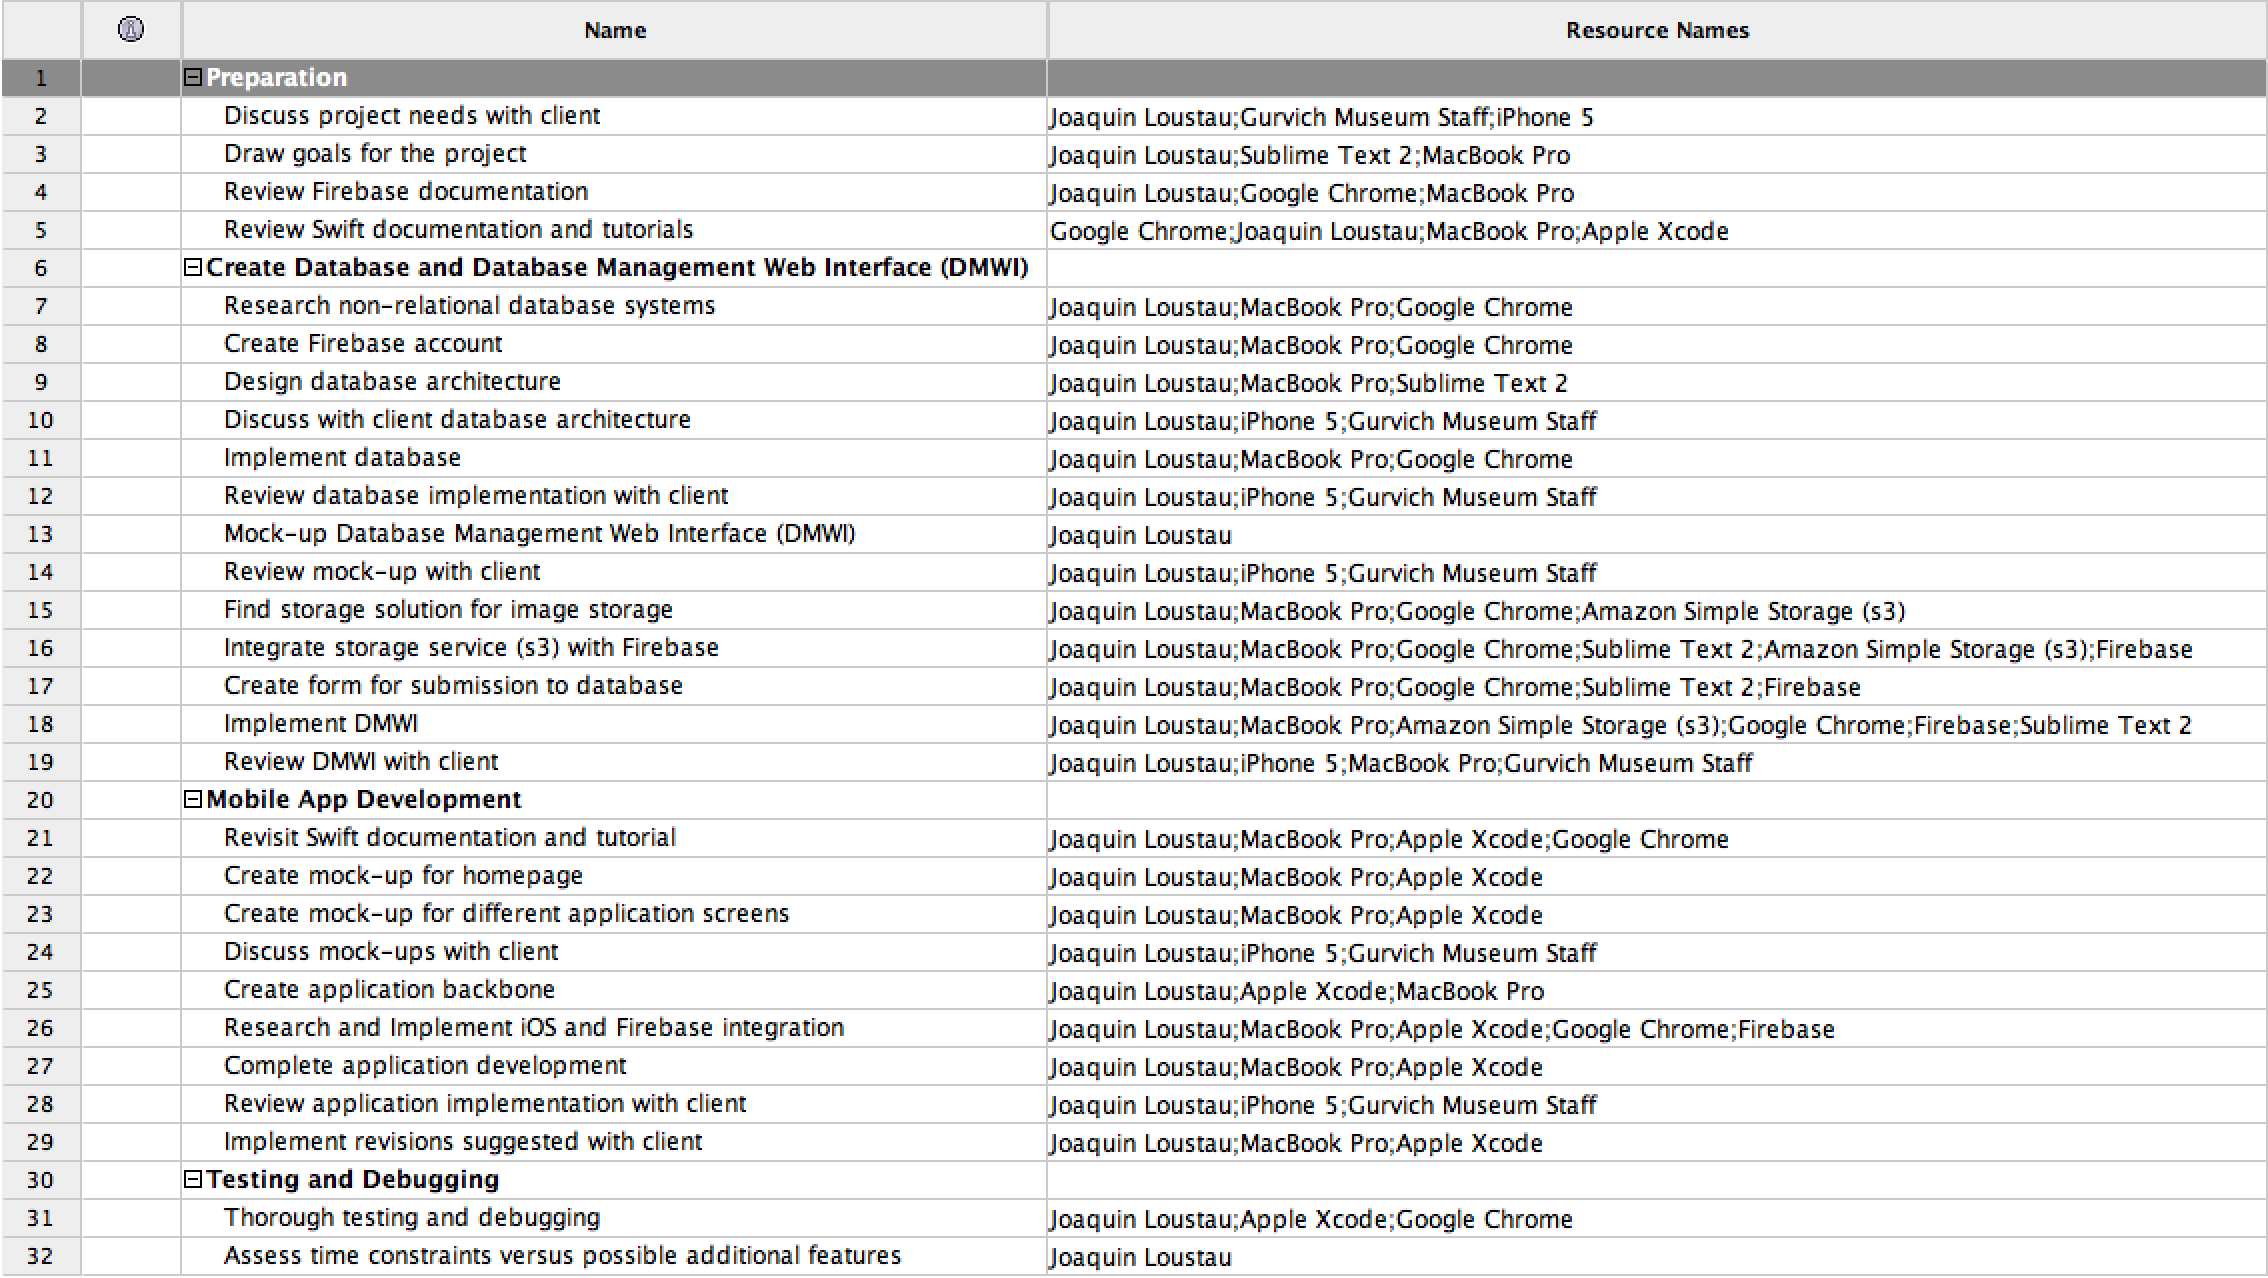 Name Resource Names
1 Preparation
2 Discuss project needs with client Joaquin Loustau;Gurvich Museum Staff;iPhone 5
3 Draw goals for the project Joaquin Loustau;Sublime Text 2;MacBook Pro
4 Review Firebase documentation Joaquin Loustau;Google Chrome;MacBook Pro
5 Review Swift documentation and tutorials Google Chrome;Joaquin Loustau;MacBook Pro;Apple Xcode
6 Create Database and Database Management Web Interface (DMWI)
7 Research non-relational database systems Joaquin Loustau;MacBook Pro;Google Chrome
8 Create Firebase account Joaquin Loustau;MacBook Pro;Google Chrome
9 Design database architecture Joaquin Loustau;MacBook Pro;Sublime Text 2
10 Discuss with client database architecture Joaquin Loustau;iPhone 5;Gurvich Museum Staff
11 Implement database Joaquin Loustau;MacBook Pro;Google Chrome
12 Review database implementation with client Joaquin Loustau;iPhone 5;Gurvich Museum Staff
13 Mock-up Database Management Web Interface (DMWI) Joaquin Loustau
14 Review mock-up with client Joaquin Loustau;iPhone 5;Gurvich Museum Staff
15 Find storage solution for image storage Joaquin Loustau;MacBook Pro;Google Chrome;Amazon Simple Storage (s3)
16 Integrate storage service (s3) with Firebase Joaquin Loustau;MacBook Pro;Google Chrome;Sublime Text 2;Amazon Simple Storage (s3);Firebase
17 Create form for submission to database Joaquin Loustau;MacBook Pro;Google Chrome;Sublime Text 2;Firebase
18 Implement DMWI Joaquin Loustau;MacBook Pro;Amazon Simple Storage (s3);Google Chrome;Firebase;Sublime Text 2
19 Review DMWI with client Joaquin Loustau;iPhone 5;MacBook Pro;Gurvich Museum Staff
20 Mobile App Development
21 Revisit Swift documentation and tutorial Joaquin Loustau;MacBook Pro;Apple Xcode;Google Chrome
22 Create mock-up for homepage Joaquin Loustau;MacBook Pro;Apple Xcode
23 Create mock-up for different application screens Joaquin Loustau;MacBook Pro;Apple Xcode
24 Discuss mock-ups with client Joaquin Loustau;iPhone 5;Gurvich Museum Staff
25 Create application backbone Joaquin Loustau;Apple Xcode;MacBook Pro
26 Research and Implement iOS and Firebase integration Joaquin Loustau;MacBook Pro;Apple Xcode;Google Chrome;Firebase
27 Complete application development Joaquin Loustau;MacBook Pro;Apple Xcode
28 Review application implementation with client Joaquin Loustau;iPhone 5;Gurvich Museum Staff
29 Implement revisions suggested with client Joaquin Loustau;MacBook Pro;Apple Xcode
30 Testing and Debugging
31 Thorough testing and debugging Joaquin Loustau;Apple Xcode;Google Chrome
32 Assess time constraints versus possible additional features Joaquin Loustau